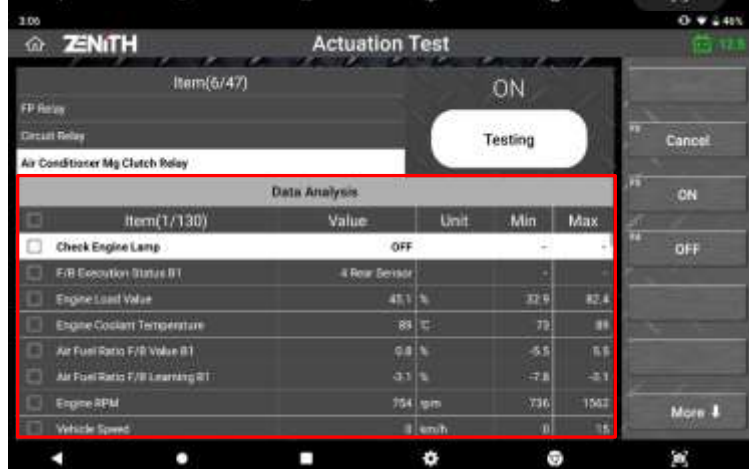 3:06 46%
ZENITH Actuation Test 12.5
Item(6/47) ON
FP Relay
Circuit Relay Testing Cancel
Air Conditioner Mg Clutch Relay
Data Analysis ON
Item(1/130) Value Unit Min Max
Check Engine Lamp OFF - - OFF
F/B Execution Status B1 4 Rear Sensor - -
Engine Load Value 45.1 % 32.9 82.4
Engine Coolant Temperature 89 °C 73 89
Air Fuel Ratio F/B Value B1 0.8 % -5.5 5.5
Air Fuel Ratio F/B Learning B1 -3.1 % -7.8 -3.1
Engine RPM 754 rpm 736 1562
More
Vehicle Speed 0 km/h 0 15